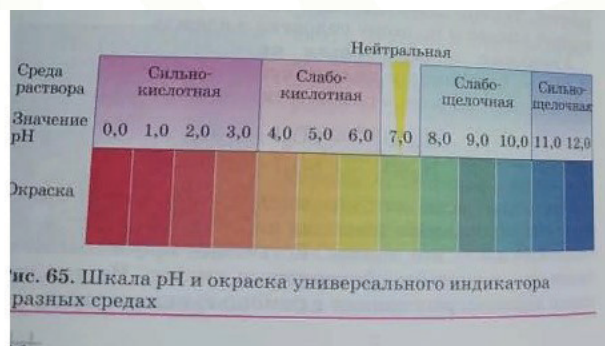 Нейтральная
Среда раствора
Сильно-кислотная
Слабо-кислотная
Слабо-щелочная
Сильно-щелочная
Значение pH
0,0 1,0 2,0 3,0 4,0 5,0 6,0 7,0 8,0 9,0 10,0 11,0 12,0
Окраска
Рис. 65. Шкала pH и окраска универсального индикатора
разных средах